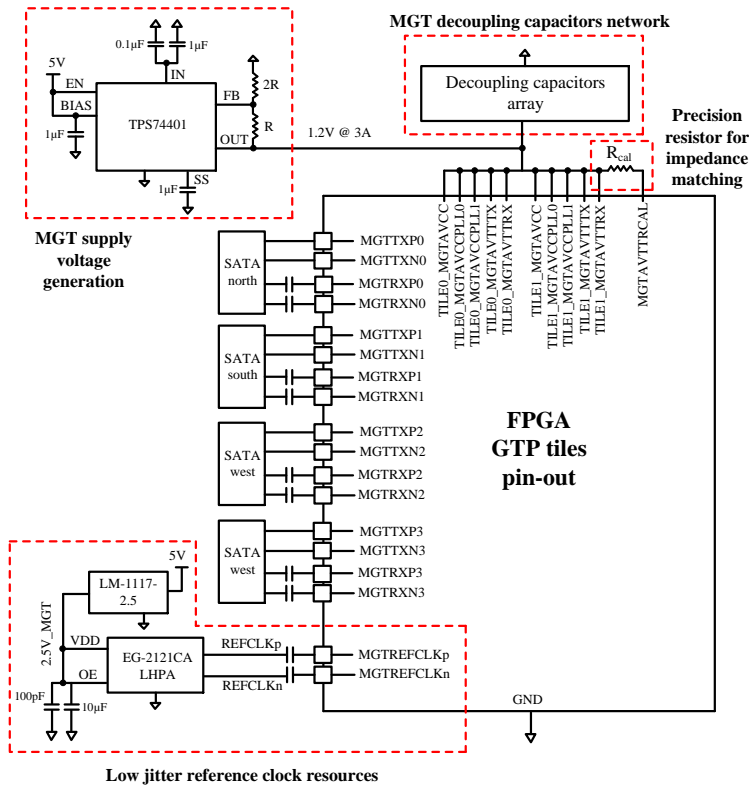 MGT decoupling capacitors network
0.1µF
1µF
5V
EN
IN
BIAS
TPS74401
FB
2R
R
OUT
1µF
SS
1µF
1.2V @ 3A
Decoupling capacitors
array
Precision
resistor for
impedance
matching
Rcal
MGT supply
voltage
generation
TILE0_MGTAVCC
TILE0_MGTAVCCPLL0
TILE0_MGTAVCCPLL1
TILE0_MGTAVTTTX
TILE0_MGTAVTTRX
TILE1_MGTAVCC
TILE1_MGTAVCCPLL0
TILE1_MGTAVCCPLL1
TILE1_MGTAVTTTX
TILE1_MGTAVTTRX
MGTAVTTRCAL
SATA
north
MGTTXP0
MGTTXN0
MGTRXP0
MGTRXN0
SATA
south
MGTTXP1
MGTTXN1
MGTRXP1
MGTRXN1
SATA
west
MGTTXP2
MGTTXN2
MGTRXP2
MGTRXN2
SATA
west
MGTTXP3
MGTTXN3
MGTRXP3
MGTRXN3
FPGA
GTP tiles
pin-out
5V
LM-1117-
2.5
2.5V_MGT
VDD
OE
EG-2121CA
LHPA
REFCLKp
REFCLKn
MGTREFCLKp
MGTREFCLKn
100pF
10µF
GND
Low jitter reference clock resources